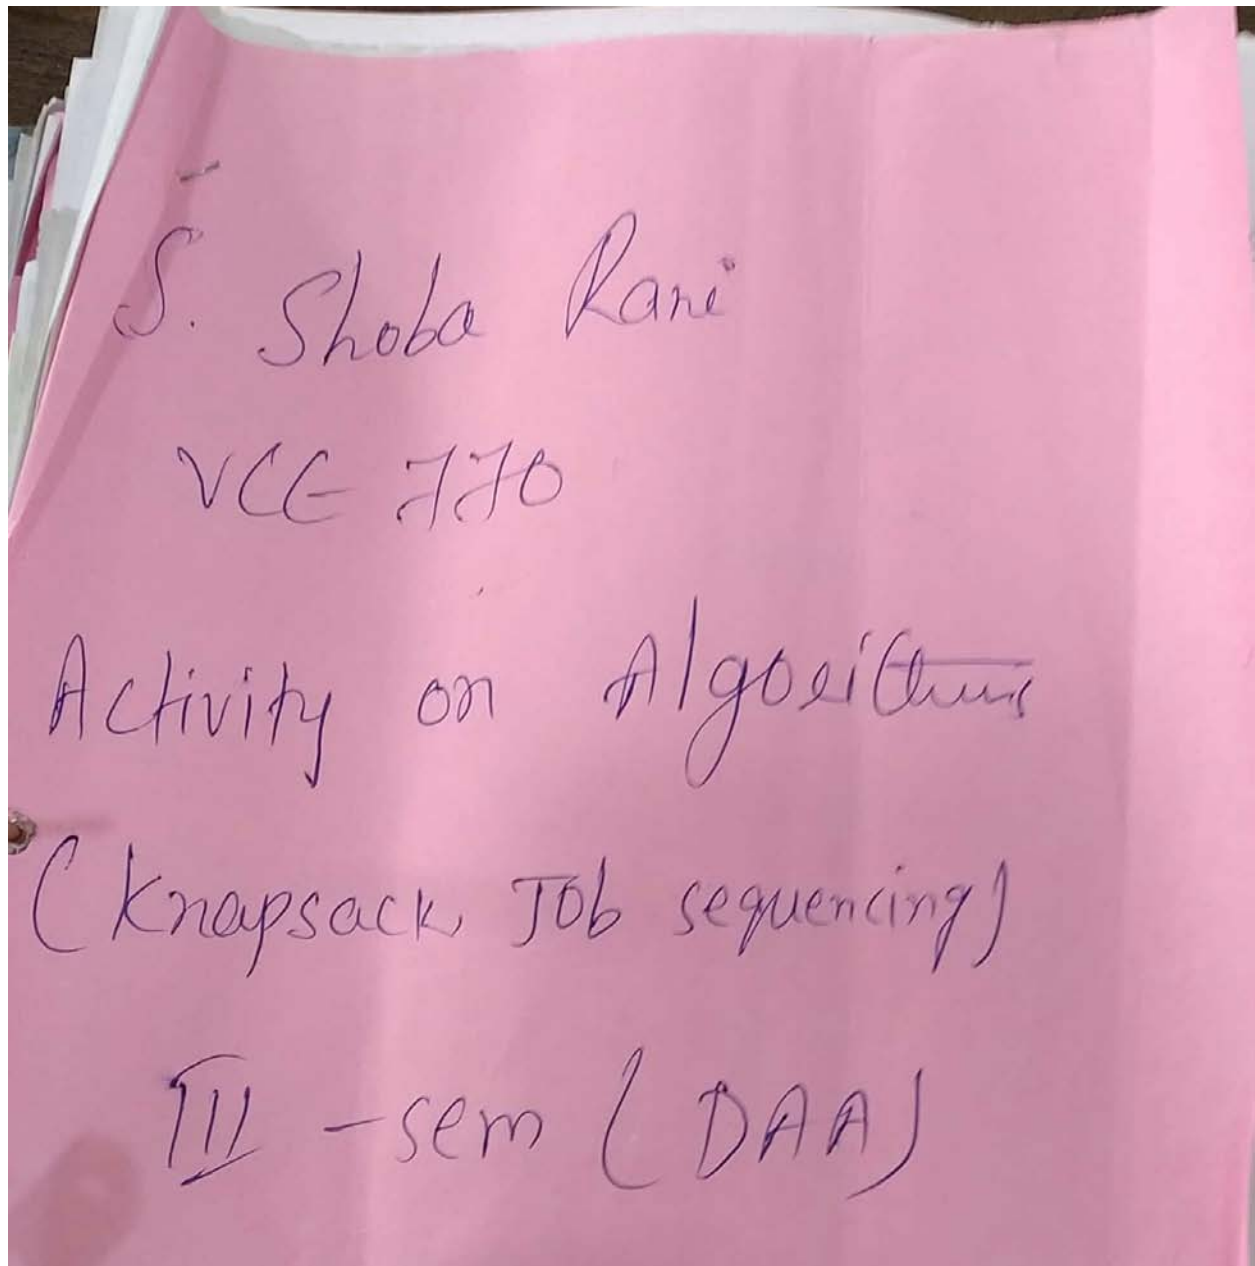 S. Shoba Rani
VCE 770
Activity on Algorithms
(Knapsack, Job sequencing)
III - sem (DAA)